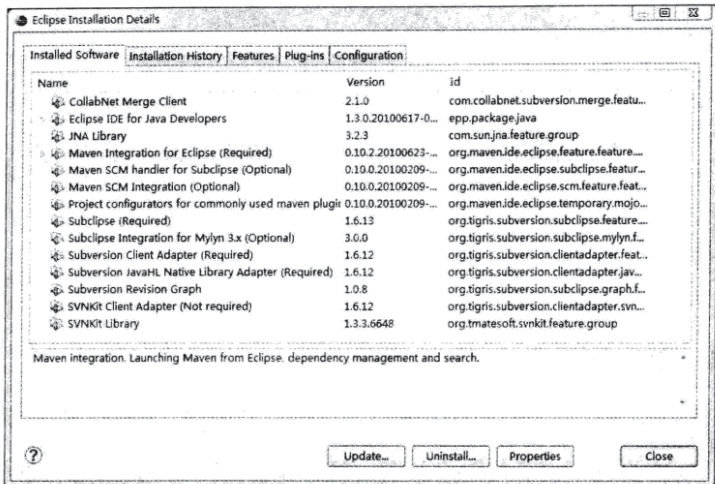 Eclipse Installation Details
Installed Software Installation History Features Plug-ins Configuration
Name Version id
CollabNet Merge Client 2.1.0 com.collabnet.subversion.merge.featu...
Eclipse IDE for Java Developers 1.3.0.20100617-0... epp.package.java
JNA Library 3.2.3 com.sun.jna.feature.group
Maven Integration for Eclipse (Required) 0.10.2.20100623-... org.maven.ide.eclipse.feature.feature....
Maven SCM handler for Subclipse (Optional) 0.10.0.20100209-... org.maven.ide.eclipse.subclipse.featur...
Maven SCM Integration (Optional) 0.10.0.20100209-... org.maven.ide.eclipse.scm.feature.feat...
Project configurators for commonly used maven plugin 0.10.0.20100209-... org.maven.ide.eclipse.temporary.mojo...
Subclipse (Required) 1.6.13 org.tigris.subversion.subclipse.feature....
Subclipse Integration for Mylyn 3.x (Optional) 3.0.0 org.tigris.subversion.subclipse.mylyn.f...
Subversion Client Adapter (Required) 1.6.12 org.tigris.subversion.clientadapter.feat...
Subversion JavaHL Native Library Adapter (Required) 1.6.12 org.tigris.subversion.clientadapter.jav...
Subversion Revision Graph 1.0.8 org.tigris.subversion.subclipse.graph.f...
SVNKit Client Adapter (Not required) 1.6.12 org.tigris.subversion.clientadapter.svn...
SVNKit Library 1.3.3.6648 org.tmatesoft.svnkit.feature.group
Maven integration. Launching Maven from Eclipse, dependency management and search.
? Update... Uninstall... Properties Close